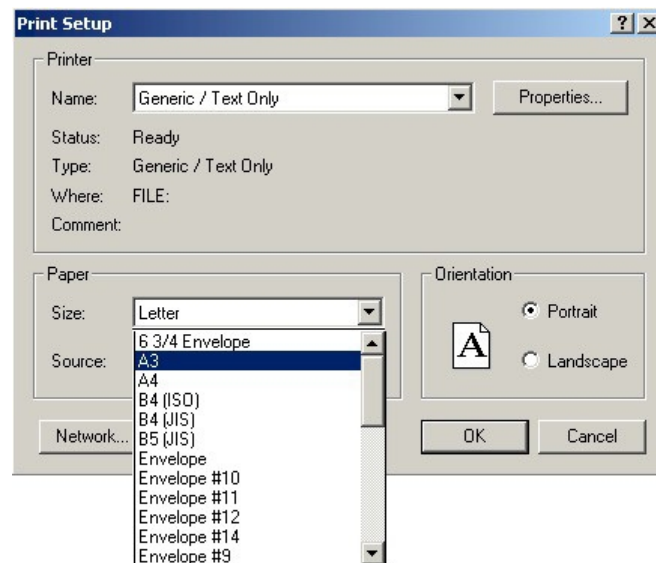 Print Setup
Printer
Name: Generic / Text Only Properties...
Status: Ready
Type: Generic / Text Only
Where: FILE:
Comment:
Paper
Size: Letter
6 3/4 Envelope
Source: A3
A4
B4 (ISO)
B4 (JIS)
B5 (JIS)
Envelope
Envelope #10
Envelope #11
Envelope #12
Envelope #14
Envelope #9
Orientation
A
Portrait
Landscape
Network... OK Cancel